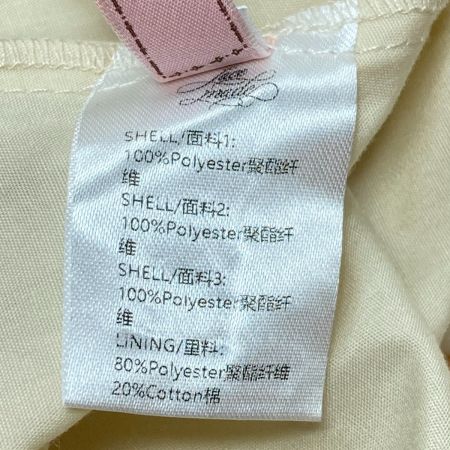 Lace
made
SHELL/面料1:
100%Polyester聚酯纤
维
SHELL/面料2:
100%Polyester聚酯纤
维
SHELL/面料3:
100%Polyester聚酯纤
维
LINING/里料:
80%Polyester聚酯纤维
20%Cotton棉